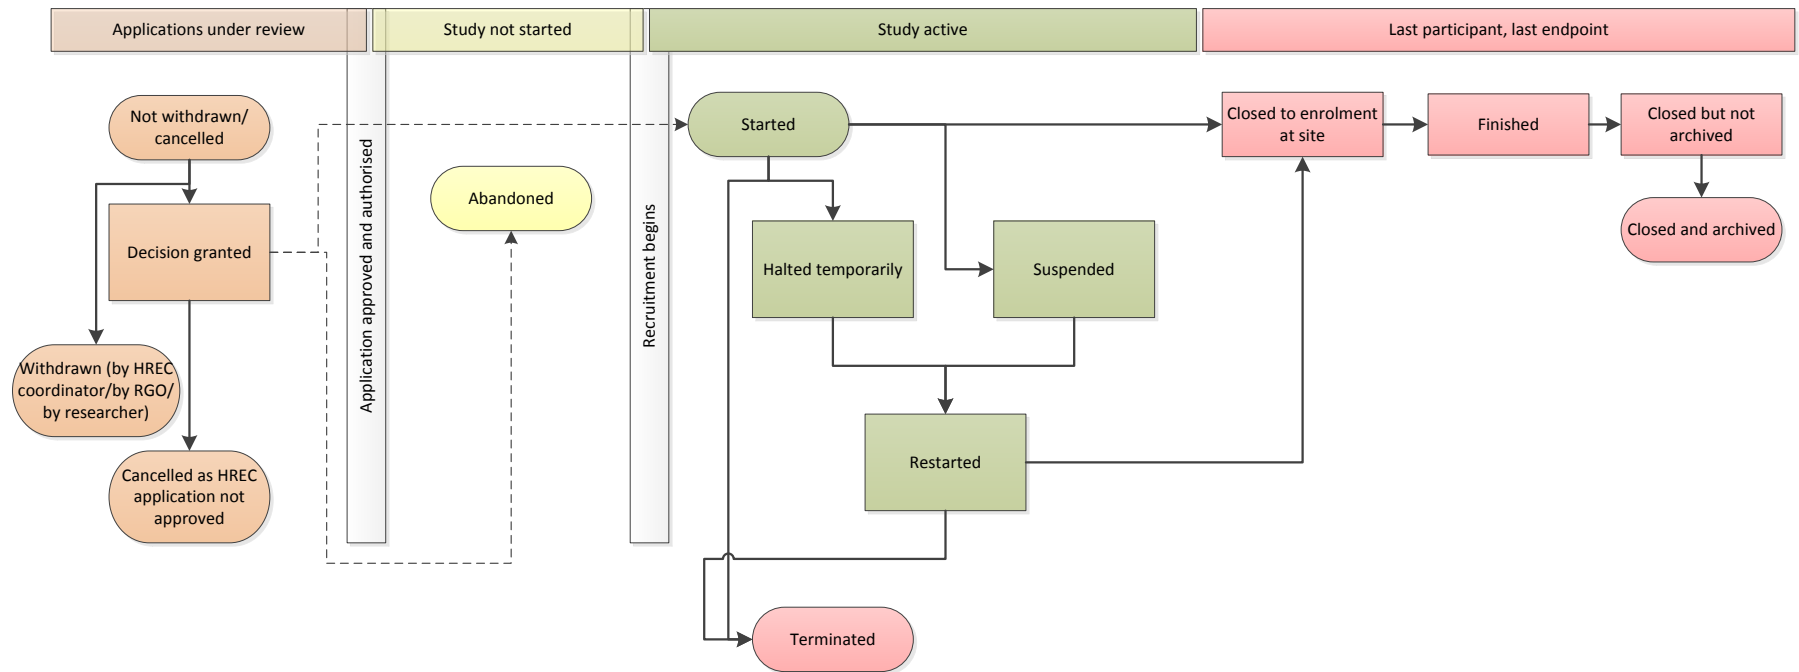 Applications under review
Study not started
Study active
Last participant, last endpoint
Not withdrawn/
cancelled
Decision granted
Withdrawn (by HREC
coordinator/by RGO/
by researcher)
Cancelled as HREC
application not
approved
Application approved and authorised
Abandoned
Recruitment begins
Started
Halted temporarily
Suspended
Restarted
Terminated
Closed to enrolment
at site
Finished
Closed but not
archived
Closed and archived